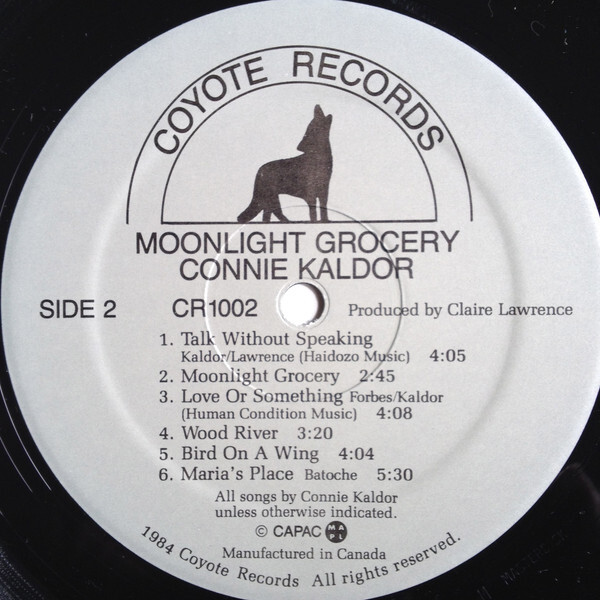 COYOTE RECORDS
MOONLIGHT GROCERY
CONNIE KALDOR
SIDE 2 CR1002 Produced by Claire Lawrence
1. Talk Without Speaking
Kaldor/Lawrence (Haidozo Music) 4:05
2. Moonlight Grocery 2:45
3. Love Or Something Forbes/Kaldor
(Human Condition Music) 4:08
4. Wood River 3:20
5. Bird On A Wing 4:04
6. Maria's Place Batoche 5:30
All songs by Connie Kaldor
unless otherwise indicated.
© CAPAC MAPL
Manufactured in Canada
1984 Coyote Records All rights reserved.